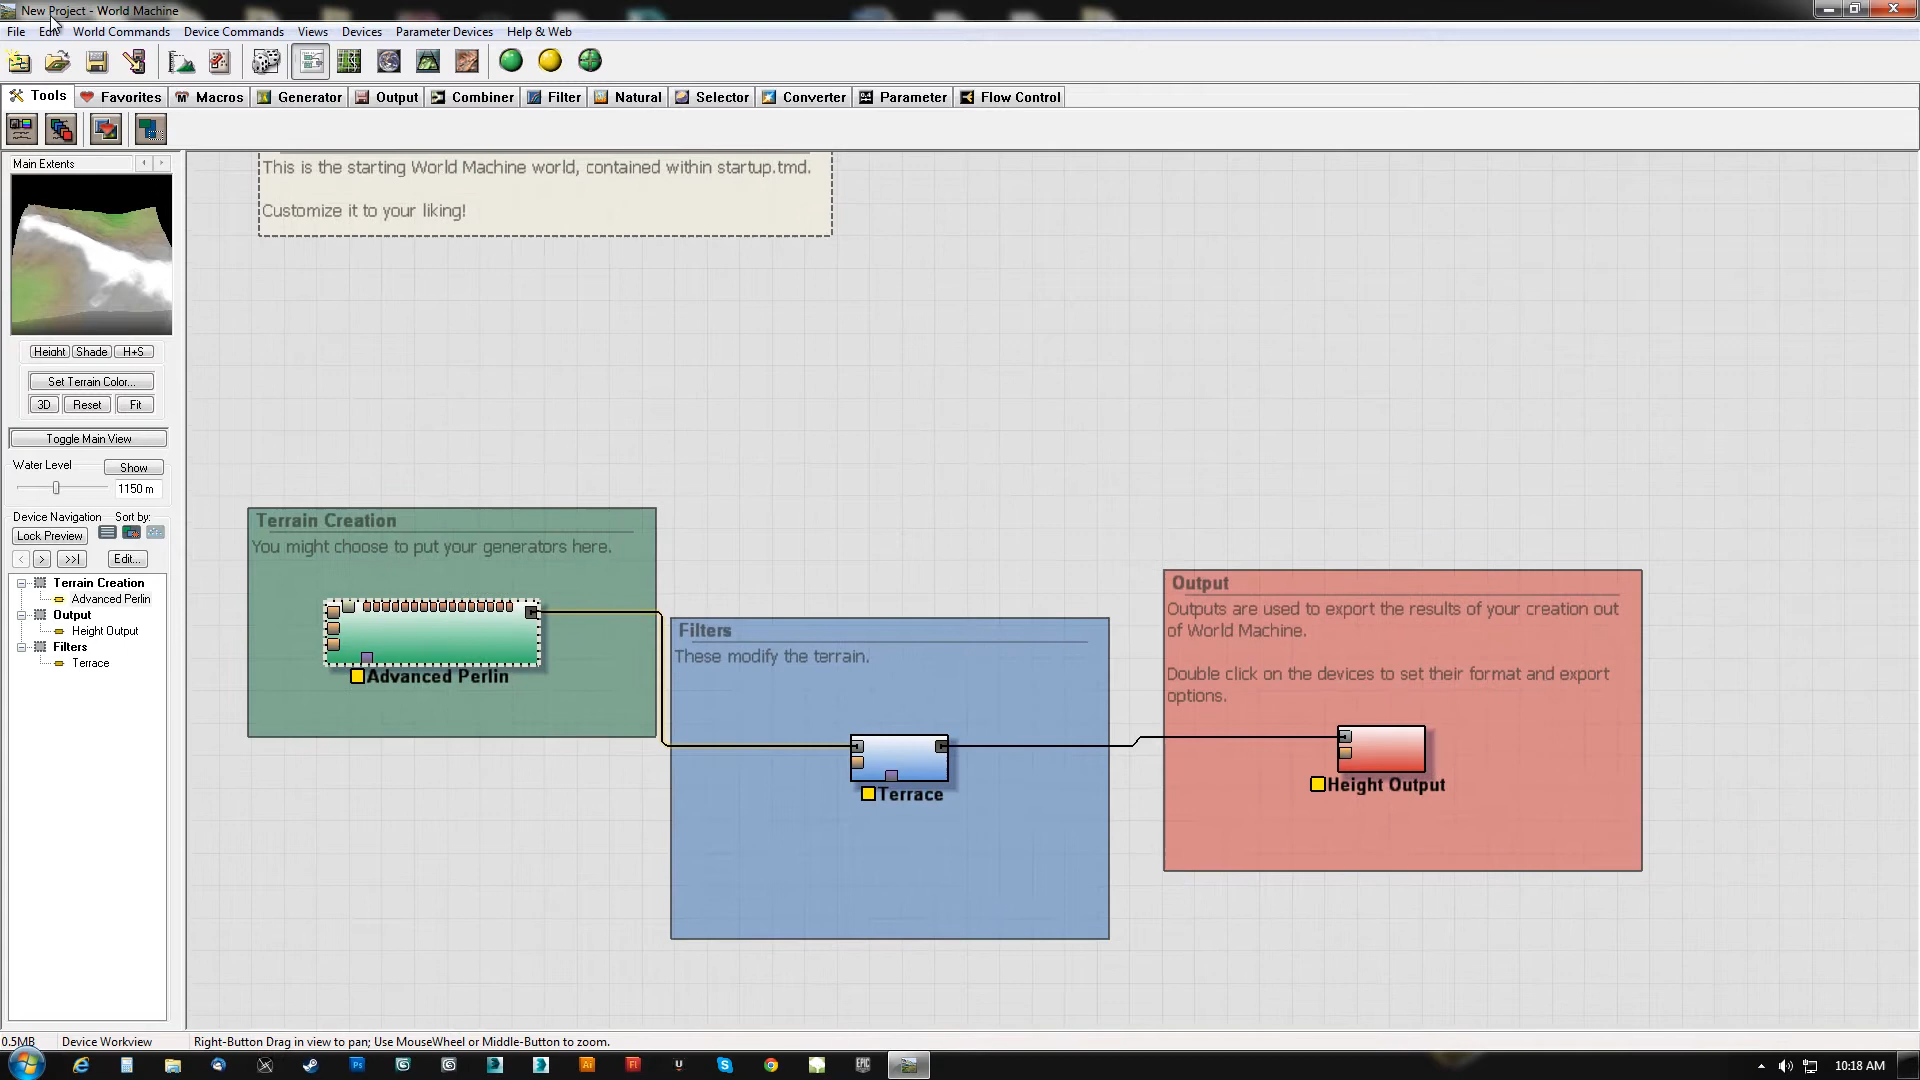 New Project - World Machine
File Edit World Commands Device Commands Views Devices Parameter Devices Help & Web
Tools Favorites Macros Generator Output Combiner Filter Natural Selector Converter Parameter Flow Control
Main Extents
Height Shade H+S
Set Terrain Color...
3D Reset Fit
Toggle Main View
Water Level Show
1150 m
Device Navigation Sort by:
Lock Preview
< > >>| Edit...
Terrain Creation
Advanced Perlin
Output
Height Output
Filters
Terrace
This is the starting World Machine world, contained within startup.tmd.
Customize it to your liking!
Terrain Creation
You might choose to put your generators here.
Advanced Perlin
Filters
These modify the terrain.
Terrace
Output
Outputs are used to export the results of your creation out
of World Machine.
Double click on the devices to set their format and export
options.
Height Output
0.5MB Device Workview Right-Button Drag in view to pan; Use MouseWheel or Middle-Button to zoom.
Ps Ai Fl EPIC
10:18 AM